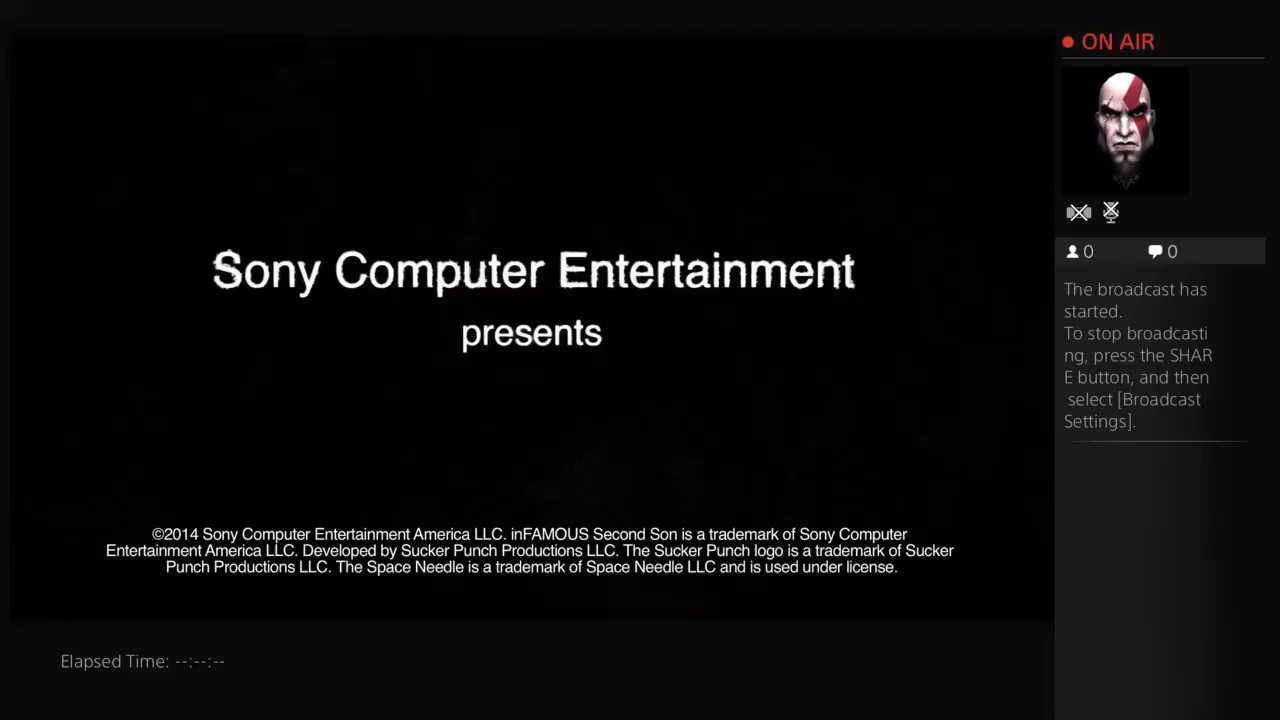 ON AIR
Sony Computer Entertainment
presents
©2014 Sony Computer Entertainment America LLC. inFAMOUS Second Son is a trademark of Sony Computer
Entertainment America LLC. Developed by Sucker Punch Productions LLC. The Sucker Punch logo is a trademark of Sucker
Punch Productions LLC. The Space Needle is a trademark of Space Needle LLC and is used under license.
0 0
The broadcast has
started.
To stop broadcasti
ng, press the SHAR
E button, and then
select [Broadcast
Settings].
Elapsed Time: --:--:--